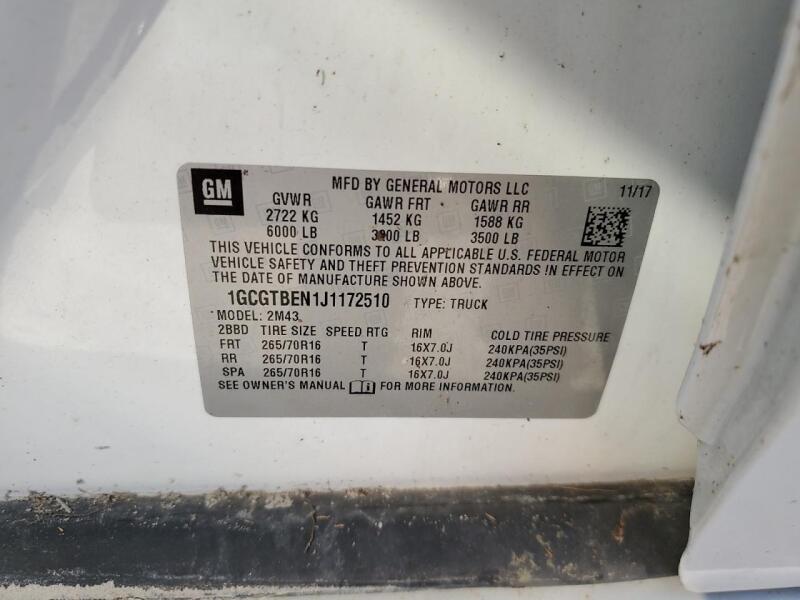 GM
MFD BY GENERAL MOTORS LLC 11/17
GVWR GAWR FRT GAWR RR
2722 KG 1452 KG 1588 KG
6000 LB 3200 LB 3500 LB
THIS VEHICLE CONFORMS TO ALL APPLICABLE U.S. FEDERAL MOTOR
VEHICLE SAFETY AND THEFT PREVENTION STANDARDS IN EFFECT ON
THE DATE OF MANUFACTURE SHOWN ABOVE.
1GCGTBEN1J1172510 TYPE: TRUCK
MODEL: 2M43
2BBD TIRE SIZE SPEED RTG RIM COLD TIRE PRESSURE
FRT 265/70R16 T 16X7.0J 240KPA(35PSI)
RR 265/70R16 T 16X7.0J 240KPA(35PSI)
SPA 265/70R16 T 16X7.0J 240KPA(35PSI)
SEE OWNER'S MANUAL FOR MORE INFORMATION.